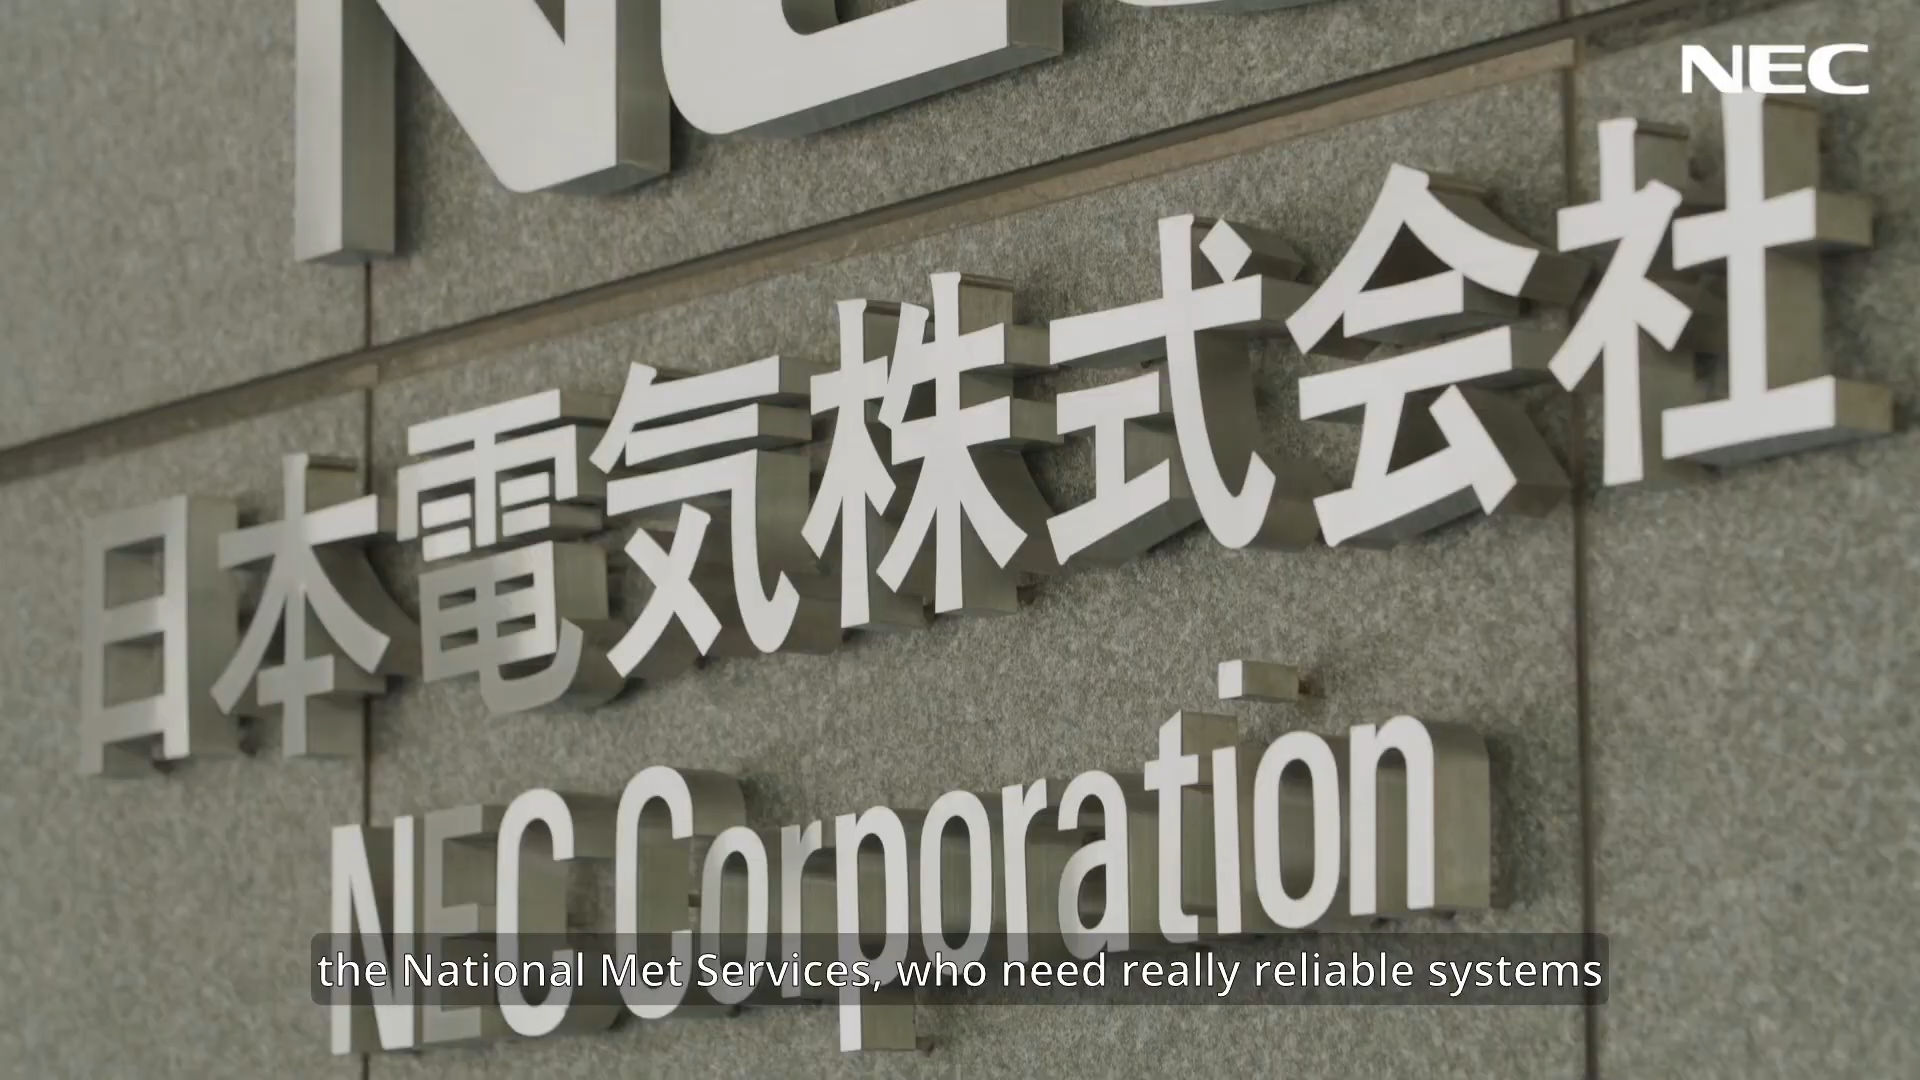 NEC
NEC
日本電気株式会社
NEC Corporation
the National Met Services, who need really reliable systems